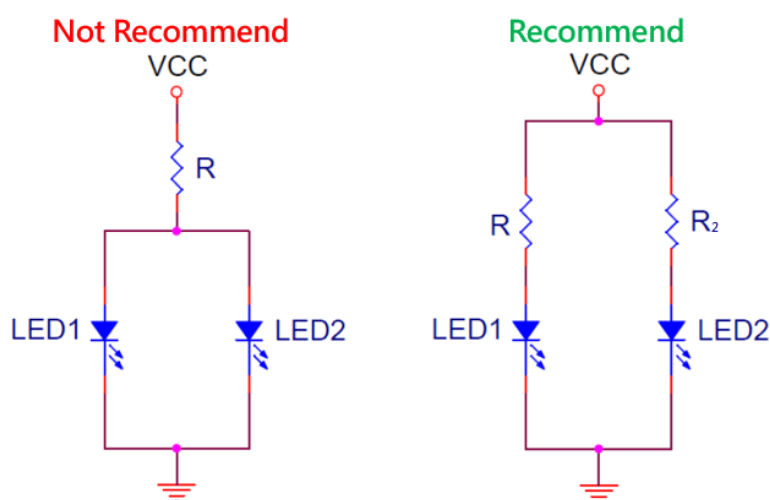 Not Recommend
VCC
R
LED1
LED2
Recommend
VCC
R
R₂
LED1
LED2